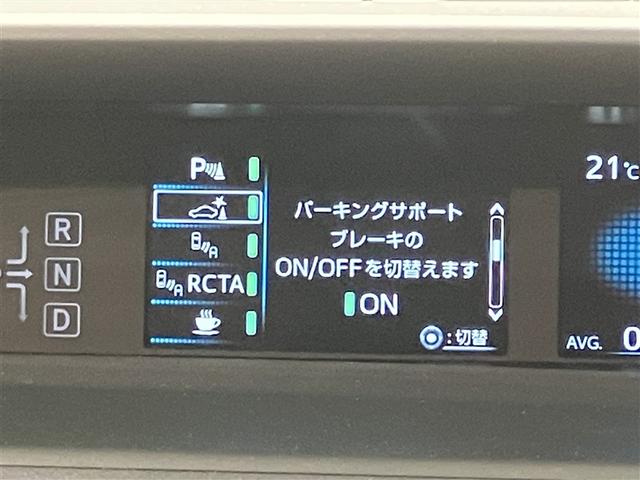 P
RCTA
R
N
D
パーキングサポート
ブレーキの
ON/OFFを切替えます
ON
:切替
21℃
AVG. 0